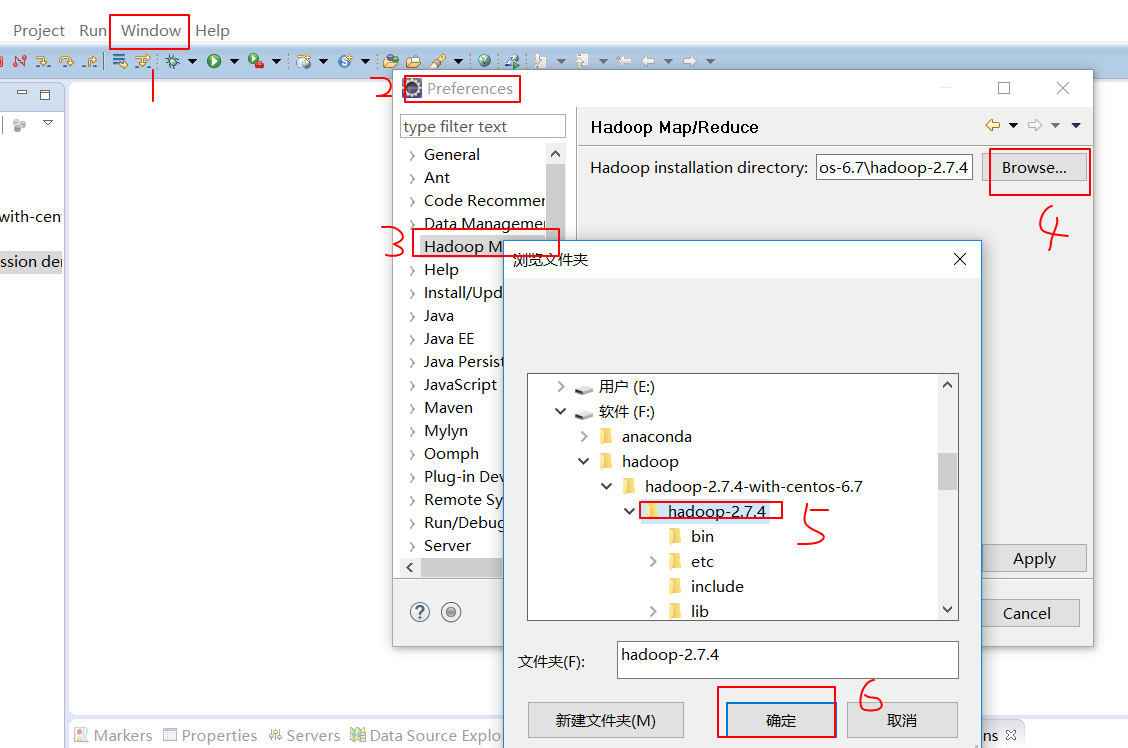 Project Run Window Help
1
2
Preferences
type filter text
Hadoop Map/Reduce
General
Hadoop installation directory: os-6.7\hadoop-2.7.4 Browse...
Ant
Code Recommer
with-cen
Data Manageme
4
3
Hadoop M
ssion der
浏览文件夹
Help
Install/Upd
Java
Java EE
Java Persist
JavaScript
Maven
Mylyn
Oomph
Plug-in Dev
Remote Sy
Run/Debug
Server
用户 (E:)
软件 (F:)
anaconda
hadoop
hadoop-2.7.4-with-centos-6.7
hadoop-2.7.4
5
bin
etc
include
lib
Apply
Cancel
文件夹(F): hadoop-2.7.4
6
新建文件夹(M) 确定 取消
Markers Properties Servers Data Source Explo ns